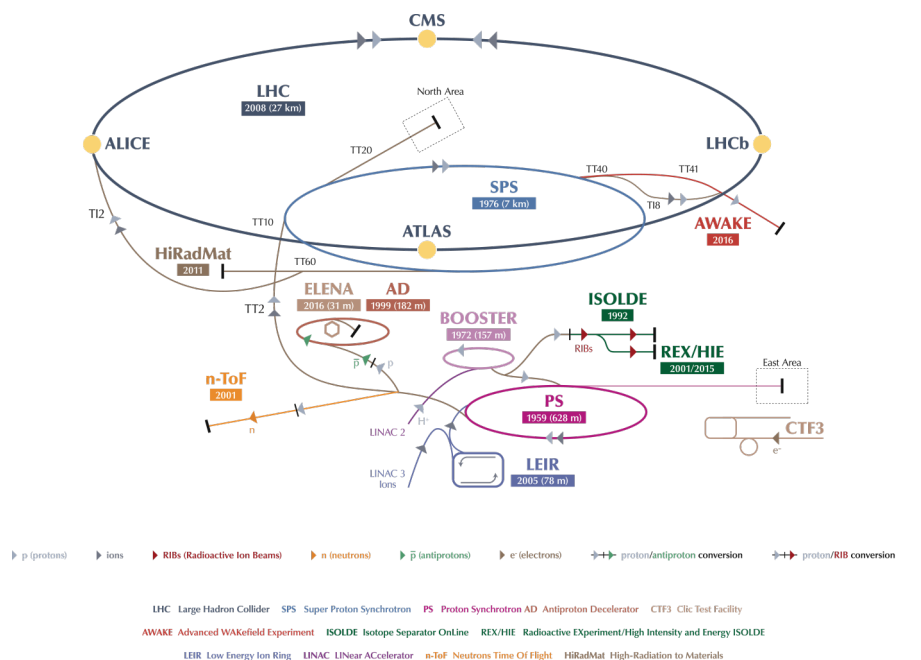 CMS
LHC
2008 (27 km)
North Area
ALICE
TT20
LHCb
TT40
TT41
SPS
1976 (7 km)
TI8
TI2
TT10
AWAKE
2016
ATLAS
HiRadMat
2011
TT60
ELENA
2016 (31 m)
AD
1999 (182 m)
TT2
ISOLDE
1992
BOOSTER
1972 (157 m)
RIBs
REX/HIE
2001/2015
p̅
p
East Area
n-ToF
2001
PS
1959 (628 m)
n
H⁺
LINAC 2
CTF3
e⁻
LINAC 3
Ions
LEIR
2005 (78 m)
p (protons)
ions
RIBs (Radioactive Ion Beams)
n (neutrons)
p̅ (antiprotons)
e⁻ (electrons)
proton/antiproton conversion
proton/RIB conversion
LHC Large Hadron Collider SPS Super Proton Synchrotron PS Proton Synchrotron AD Antiproton Decelerator CTF3 Clic Test Facility
AWAKE Advanced WAKefield Experiment ISOLDE Isotope Separator OnLine REX/HIE Radioactive EXperiment/High Intensity and Energy ISOLDE
LEIR Low Energy Ion Ring LINAC LINear ACcelerator n-ToF Neutrons Time Of Flight HiRadMat High-Radiation to Materials